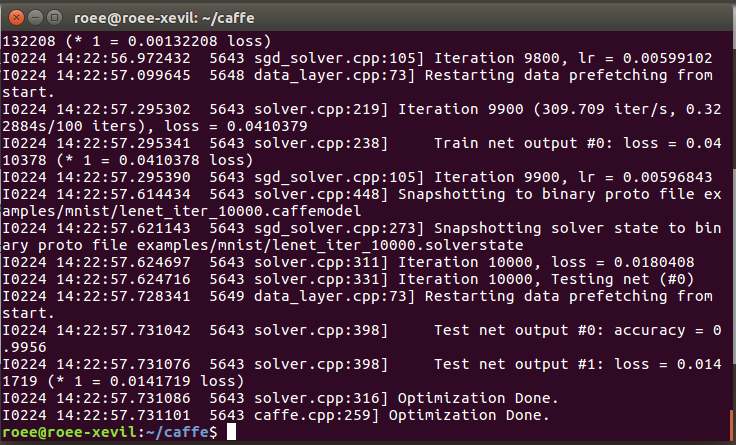 roee@roee-xevil: ~/caffe
132208 (* 1 = 0.00132208 loss)
I0224 14:22:56.972432  5643 sgd_solver.cpp:105] Iteration 9800, lr = 0.00599102
I0224 14:22:57.099645  5648 data_layer.cpp:73] Restarting data prefetching from
start.
I0224 14:22:57.295302  5643 solver.cpp:219] Iteration 9900 (309.709 iter/s, 0.32
2884s/100 iters), loss = 0.0410379
I0224 14:22:57.295341  5643 solver.cpp:238]     Train net output #0: loss = 0.04
10378 (* 1 = 0.0410378 loss)
I0224 14:22:57.295390  5643 sgd_solver.cpp:105] Iteration 9900, lr = 0.00596843
I0224 14:22:57.614434  5643 solver.cpp:448] Snapshotting to binary proto file ex
amples/mnist/lenet_iter_10000.caffemodel
I0224 14:22:57.621143  5643 sgd_solver.cpp:273] Snapshotting solver state to bin
ary proto file examples/mnist/lenet_iter_10000.solverstate
I0224 14:22:57.624697  5643 solver.cpp:311] Iteration 10000, loss = 0.0180408
I0224 14:22:57.624716  5643 solver.cpp:331] Iteration 10000, Testing net (#0)
I0224 14:22:57.728341  5649 data_layer.cpp:73] Restarting data prefetching from
start.
I0224 14:22:57.731042  5643 solver.cpp:398]     Test net output #0: accuracy = 0
.9956
I0224 14:22:57.731076  5643 solver.cpp:398]     Test net output #1: loss = 0.014
1719 (* 1 = 0.0141719 loss)
I0224 14:22:57.731086  5643 solver.cpp:316] Optimization Done.
I0224 14:22:57.731101  5643 caffe.cpp:259] Optimization Done.
roee@roee-xevil:~/caffe$